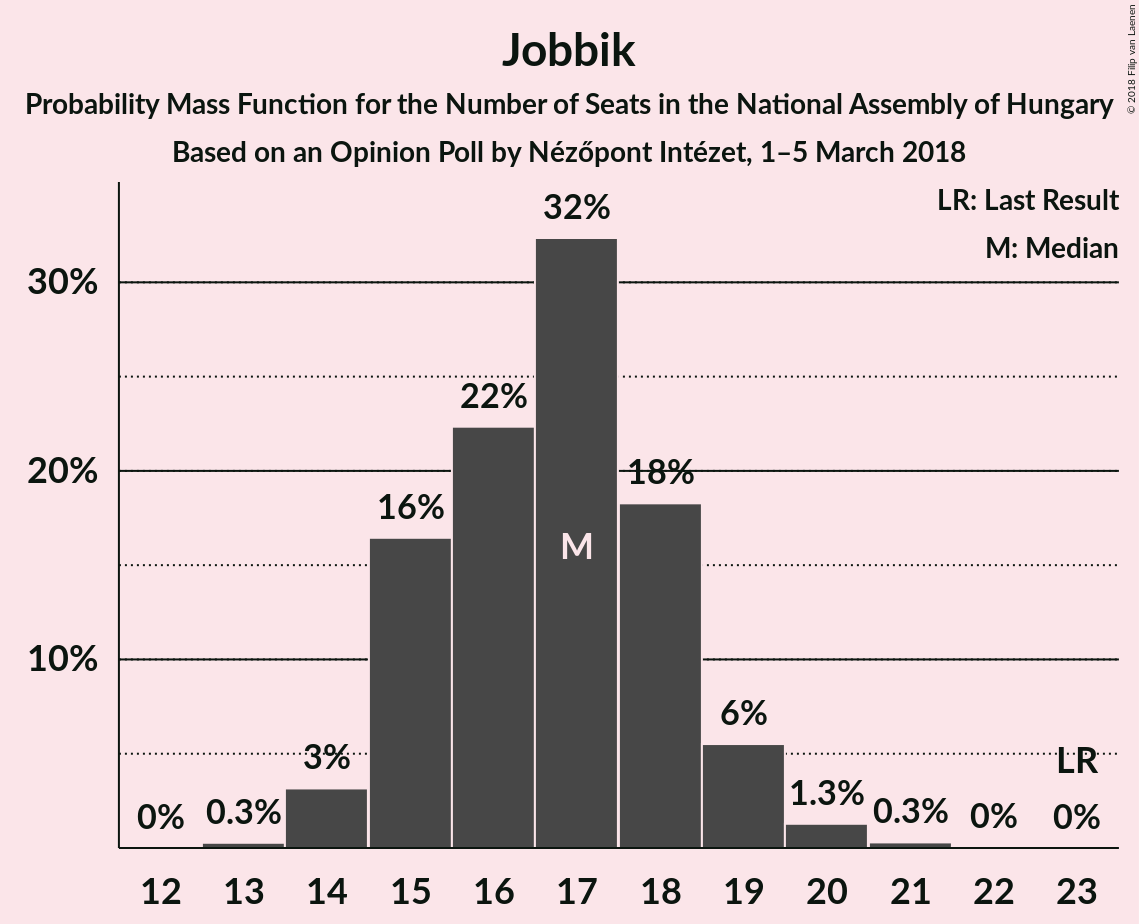 Jobbik
Probability Mass Function for the Number of Seats in the National Assembly of Hungary
Based on an Opinion Poll by Nézőpont Intézet, 1–5 March 2018
© 2018 Filip van Laenen
LR: Last Result
M: Median
30%
20%
10%
0%
0.3%
3%
16%
22%
32%
M
18%
6%
1.3%
0.3%
0%
LR
0%
12 13 14 15 16 17 18 19 20 21 22 23